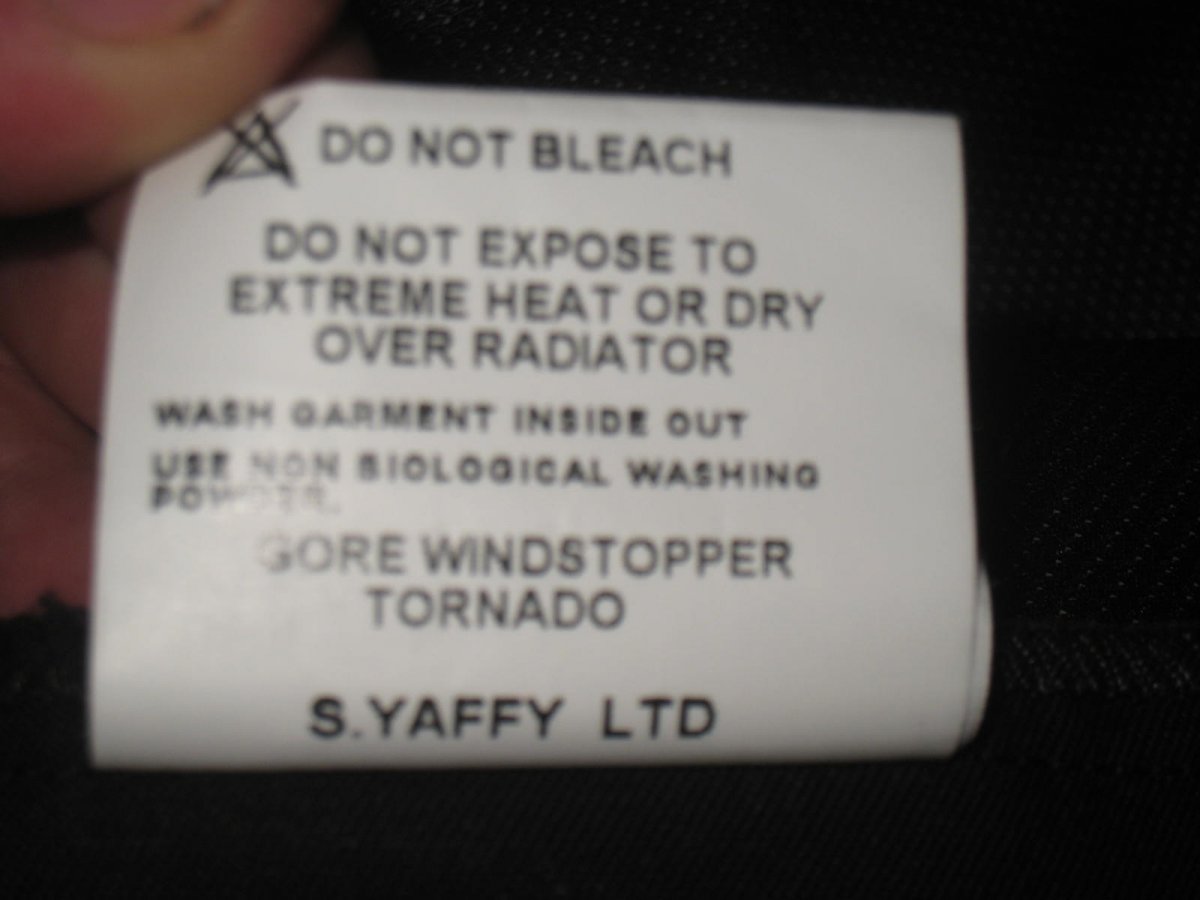 DO NOT BLEACH
DO NOT EXPOSE TO
EXTREME HEAT OR DRY
OVER RADIATOR
WASH GARMENT INSIDE OUT
USE NON BIOLOGICAL WASHING
POWDER.
GORE WINDSTOPPER
TORNADO
S.YAFFY LTD